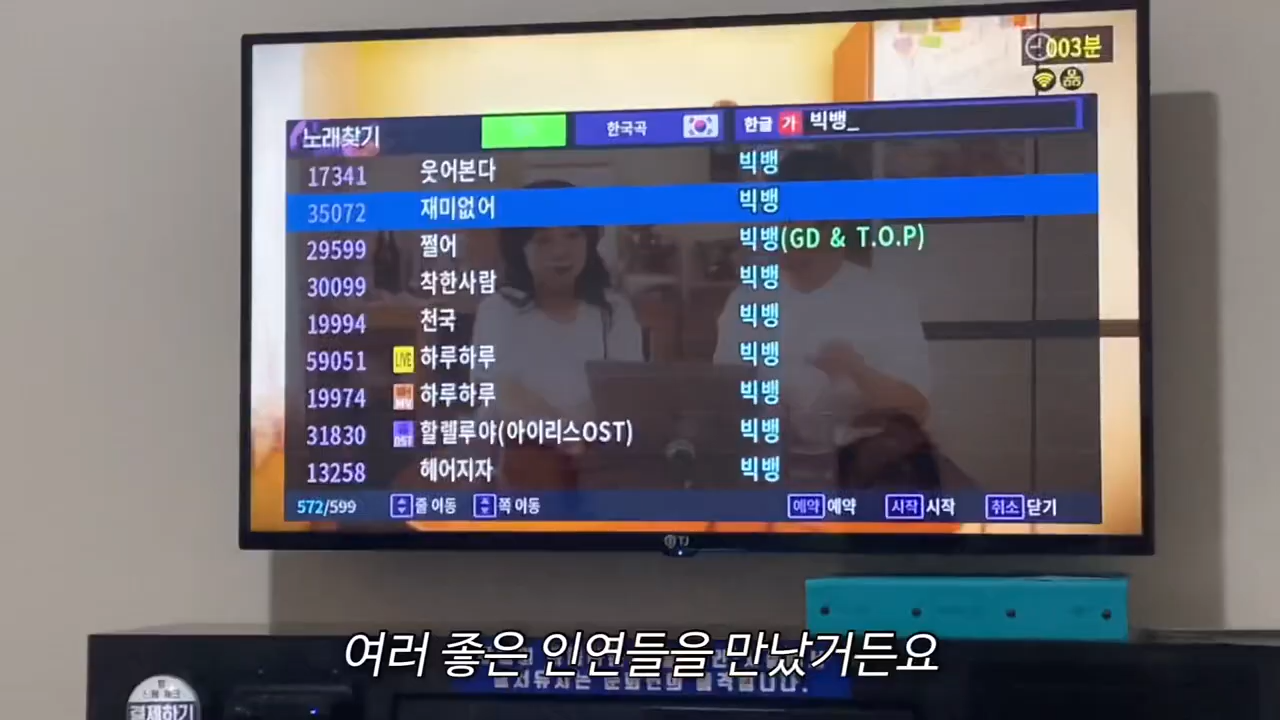 003분
노래찾기 한국곡 한글 가 빅뱅_
17341 웃어본다 빅뱅
35072 재미없어 빅뱅
29599 쩔어 빅뱅(GD & T.O.P)
30099 착한사람 빅뱅
19994 천국 빅뱅
59051 LIVE 하루하루 빅뱅
19974 MV 하루하루 빅뱅
31830 OST 할렐루야(아이리스OST) 빅뱅
13258 헤어지자 빅뱅
572/599 줄 이동 쪽 이동 예약 예약 시작 시작 취소 닫기
TJ
여러 좋은 인연들을 만났거든요
결제하기